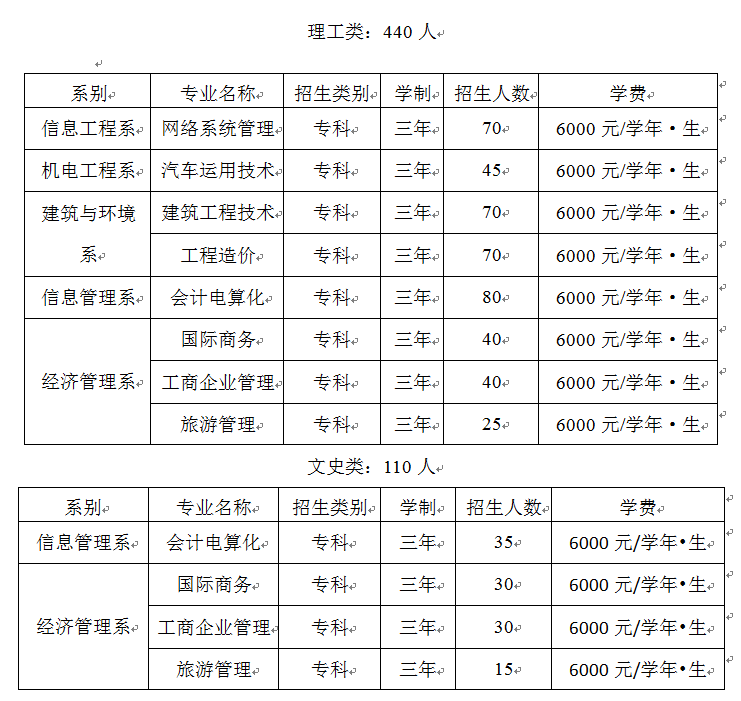 理工类：440 人
系别 专业名称 招生类别 学制 招生人数 学费
信息工程系 网络系统管理 专科 三年 70 6000 元/学年·生
机电工程系 汽车运用技术 专科 三年 45 6000 元/学年·生
建筑与环境系 建筑工程技术 专科 三年 70 6000 元/学年·生
工程造价 专科 三年 70 6000 元/学年·生
信息管理系 会计电算化 专科 三年 80 6000 元/学年·生
经济管理系 国际商务 专科 三年 40 6000 元/学年·生
工商企业管理 专科 三年 40 6000 元/学年·生
旅游管理 专科 三年 25 6000 元/学年·生
文史类：110 人
系别 专业名称 招生类别 学制 招生人数 学费
信息管理系 会计电算化 专科 三年 35 6000 元/学年•生
经济管理系 国际商务 专科 三年 30 6000 元/学年•生
工商企业管理 专科 三年 30 6000 元/学年•生
旅游管理 专科 三年 15 6000 元/学年•生